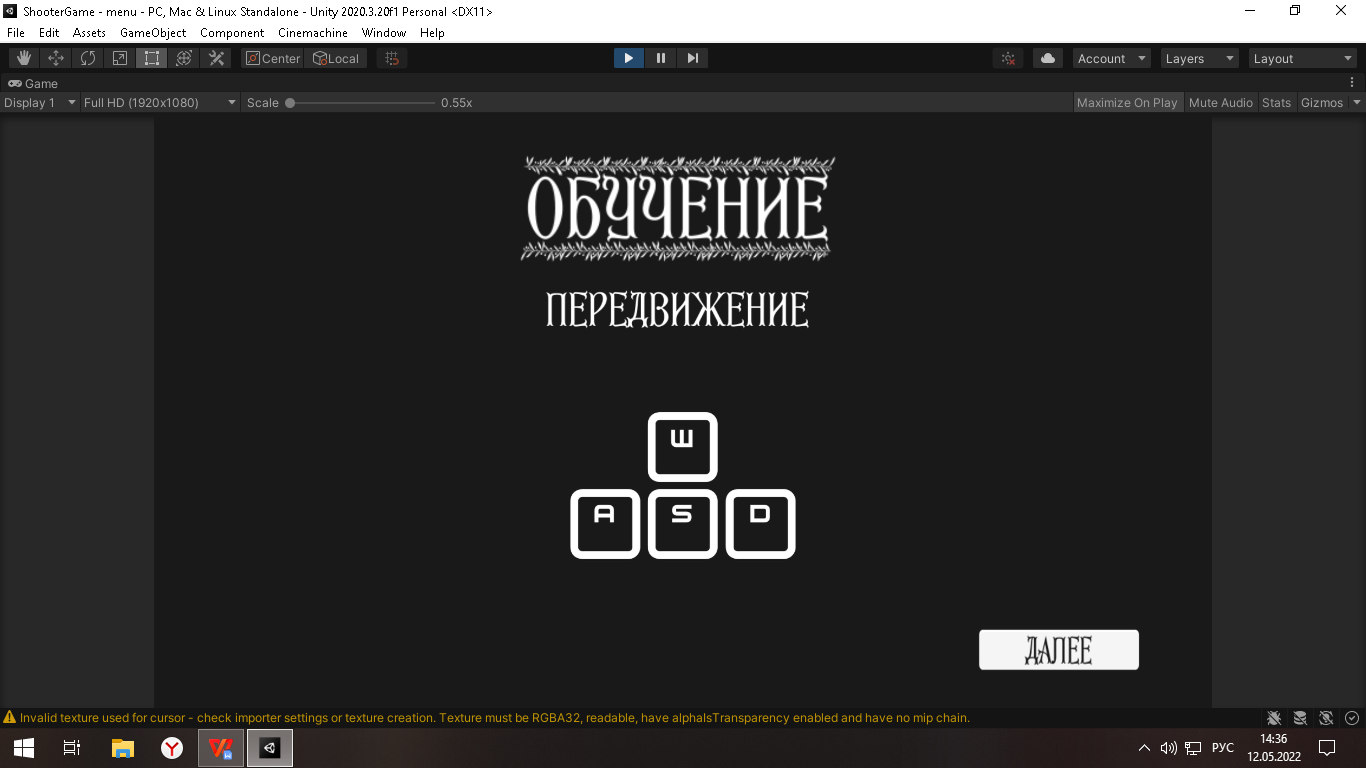 ShooterGame - menu - PC, Mac & Linux Standalone - Unity 2020.3.20f1 Personal <DX11>
File Edit Assets GameObject Component Cinemachine Window Help
Center Local Account Layers Layout
Game
Display 1 Full HD (1920x1080) Scale 0.55x Maximize On Play Mute Audio Stats Gizmos
ОБУЧЕНИЕ
ПЕРЕДВИЖЕНИЕ
W
A S D
ДАЛЕЕ
Invalid texture used for cursor - check importer settings or texture creation. Texture must be RGBA32, readable, have alphaIsTransparency enabled and have no mip chain.
РУС 14:36
12.05.2022